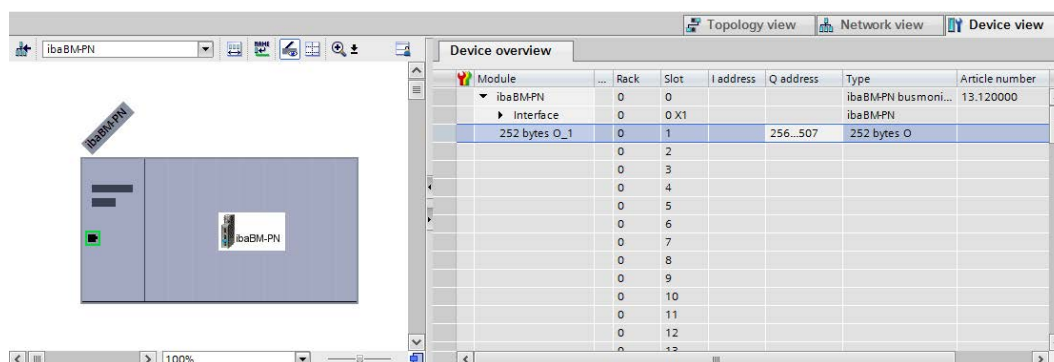 Topology view Network view Device view
ibaBM-PN
Device overview
Module ... Rack Slot I address Q address Type Article number
ibaBM-PN 0 0 ibaBM-PN busmoni... 13.120000
Interface 0 0 X1 ibaBM-PN
252 bytes O_1 0 1 256...507 252 bytes O
0 2
0 3
0 4
0 5
0 6
0 7
0 8
0 9
0 10
0 11
0 12
0 13
ibaBM-PN
ibaBM-PN
100%